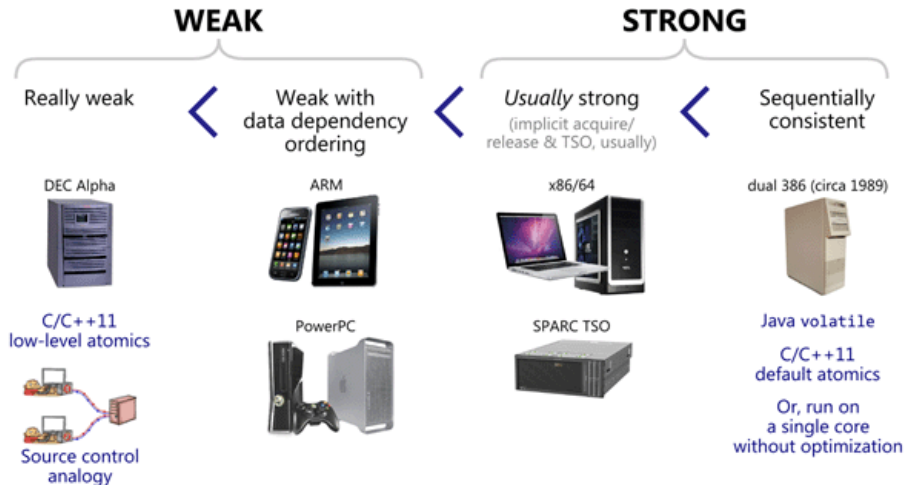 WEAK
STRONG
Really weak
Weak with
data dependency
ordering
Usually strong
(implicit acquire/
release & TSO, usually)
Sequentially
consistent
DEC Alpha
ARM
x86/64
dual 386 (circa 1989)
C/C++11
low-level atomics
PowerPC
SPARC TSO
Java volatile
C/C++11
default atomics
Or, run on
a single core
without optimization
Source control
analogy